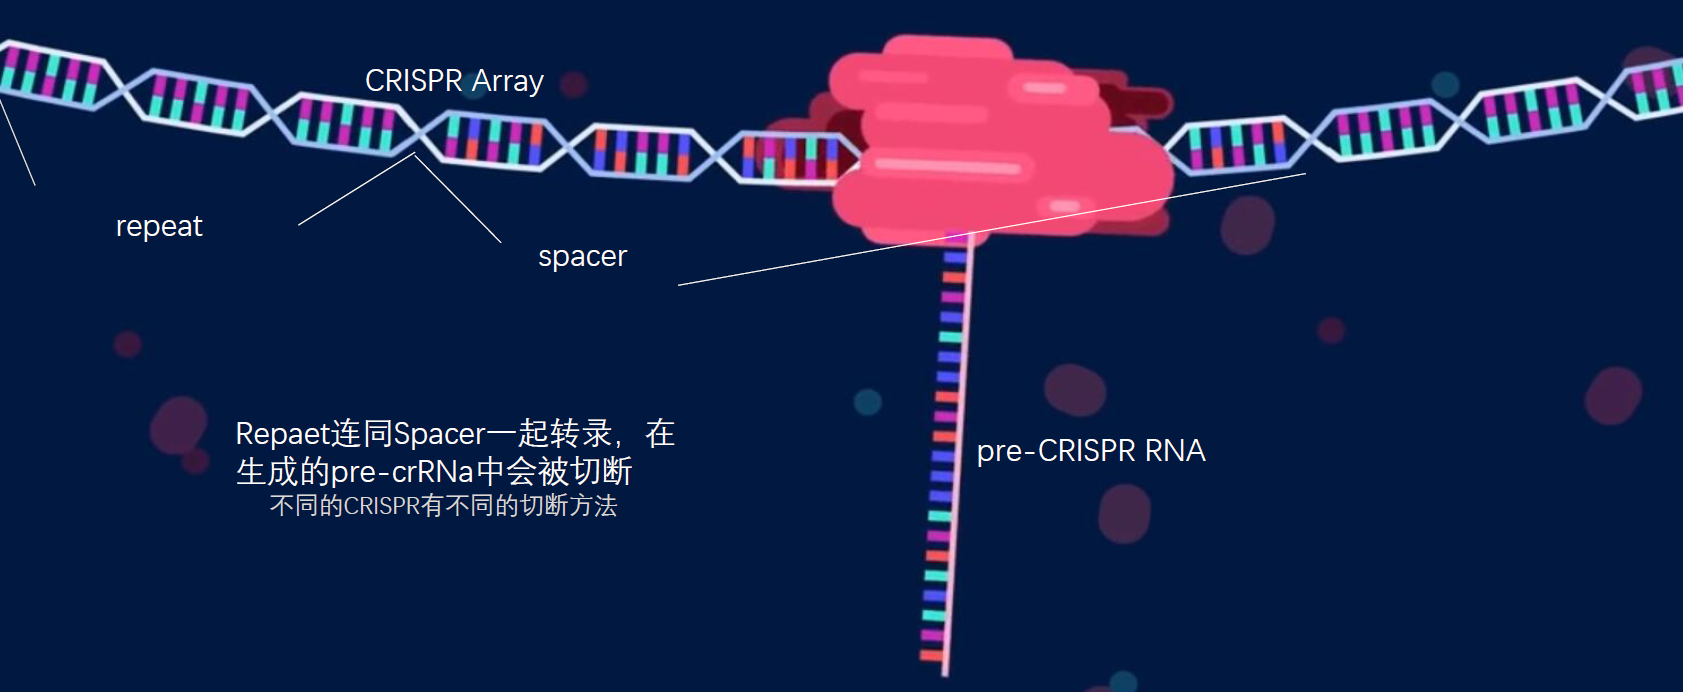 CRISPR Array
repeat
spacer
Repaet连同Spacer一起转录，在
生成的pre-crRNa中会被切断
不同的CRISPR有不同的切断方法
pre-CRISPR RNA